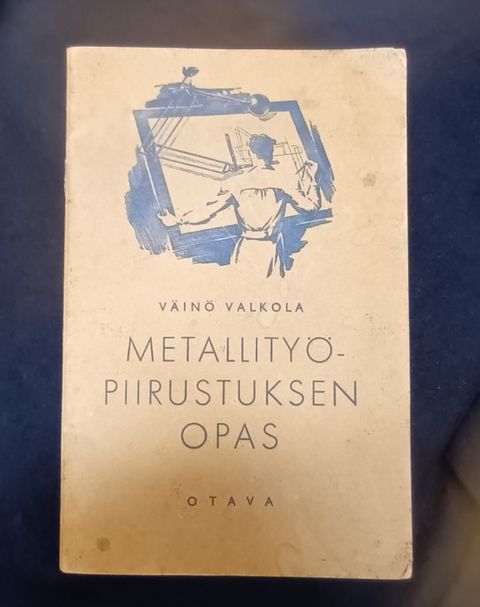 VÄINÖ VALKOLA
METALLITYÖ-
PIIRUSTUKSEN
OPAS
OTAVA